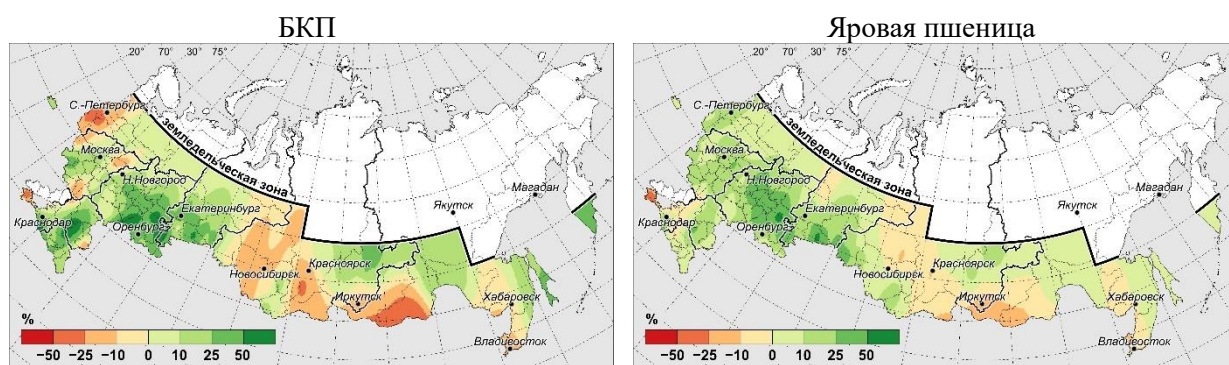 БКП
20° 70° 30° 75°
С.-Петербург
земледельческая зона
Москва
Н.Новгород
Магадан
Екатеринбург
Якутск
Краснодар
Оренбург
Новосибирск
Красноярск
Иркутск
Хабаровск
Владивосток
%
−50 −25 −10 0 10 25 50
Яровая пшеница
20° 70° 30° 75°
С.-Петербург
земледельческая зона
Москва
Н.Новгород
Магадан
Екатеринбург
Якутск
Краснодар
Оренбург
Новосибирск
Красноярск
Иркутск
Хабаровск
Владивосток
%
−50 −25 −10 0 10 25 50